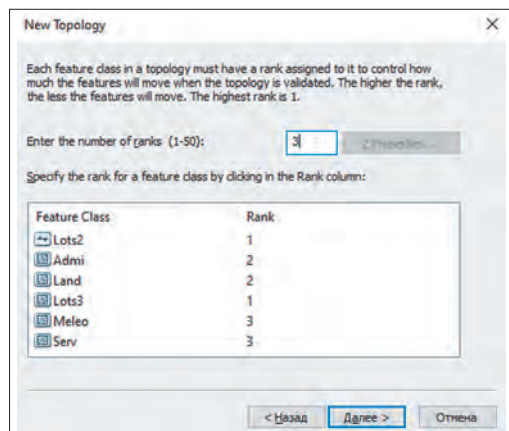 New Topology
Each feature class in a topology must have a rank assigned to it to control how
much the features will move when the topology is validated. The higher the rank,
the less the features will move. The highest rank is 1.
Enter the number of ranks (1-50): 3 Z Properties...
Specify the rank for a feature class by clicking in the Rank column:
Feature Class Rank
Lots2 1
Admi 2
Land 2
Lots3 1
Meleo 3
Serv 3
< Назад Далее > Отмена